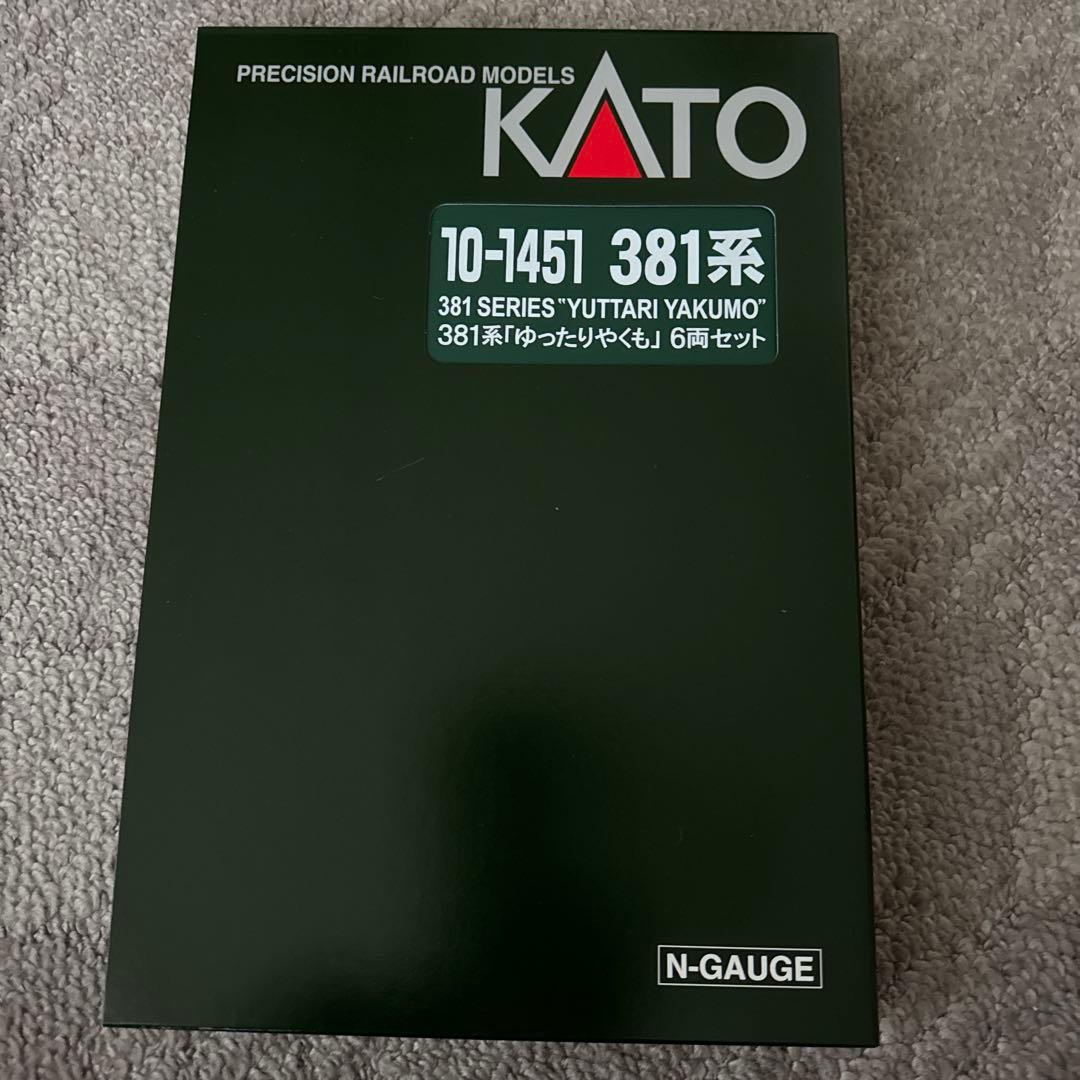 PRECISION RAILROAD MODELS
KATO
10-1451 381系
381 SERIES "YUTTARI YAKUMO"
381系「ゆったりやくも」 6両セット
N-GAUGE